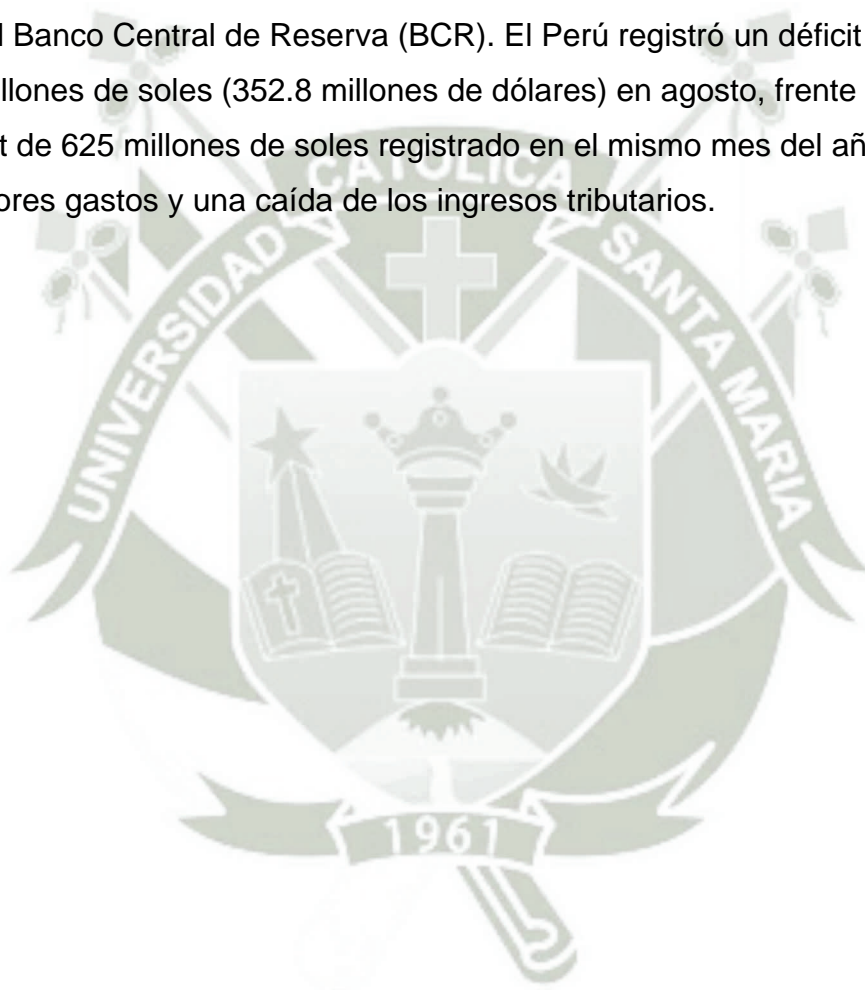 l Banco Central de Reserva (BCR). El Perú registró un déficit
llones de soles (352.8 millones de dólares) en agosto, frente
t de 625 millones de soles registrado en el mismo mes del añ
ores gastos y una caída de los ingresos tributarios.
UNIVERSIDAD CATOLICA SANTA MARIA
1961